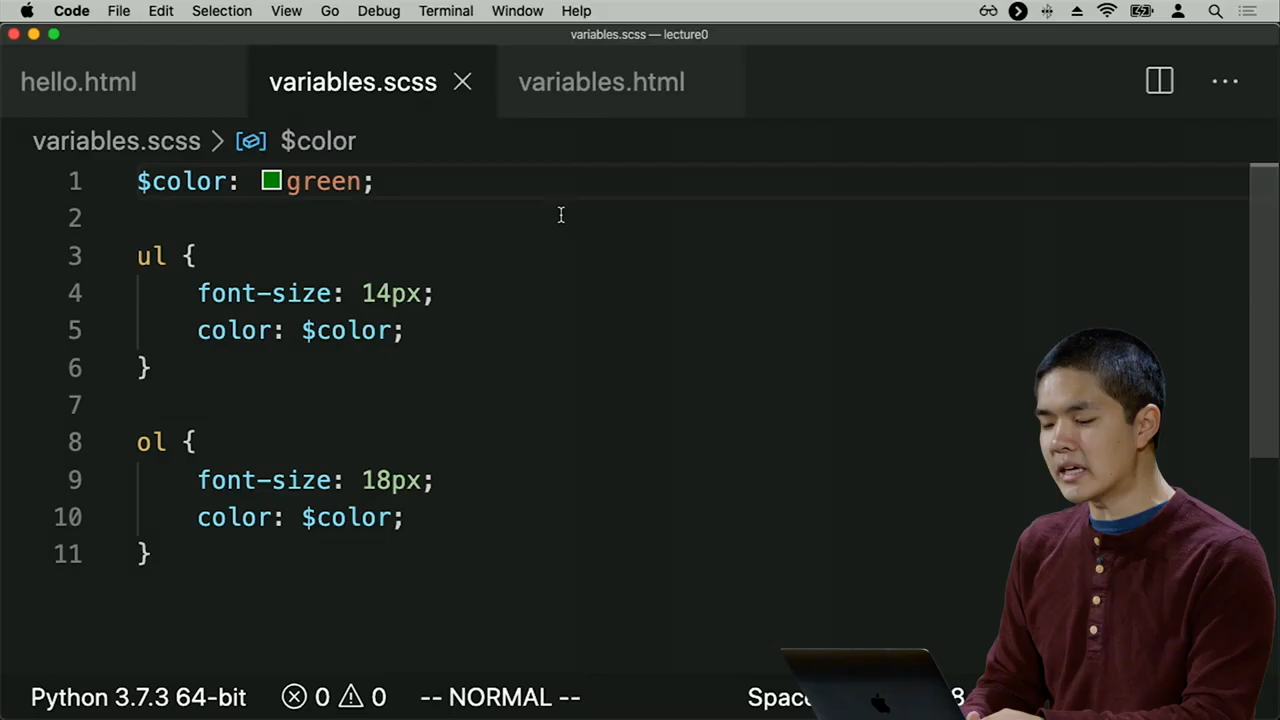 Code File Edit Selection View Go Debug Terminal Window Help
variables.scss — lecture0
hello.html variables.scss variables.html
variables.scss > $color
1 $color: green;
2
3 ul {
4 font-size: 14px;
5 color: $color;
6 }
7
8 ol {
9 font-size: 18px;
10 color: $color;
11 }
Python 3.7.3 64-bit 0 0 -- NORMAL --